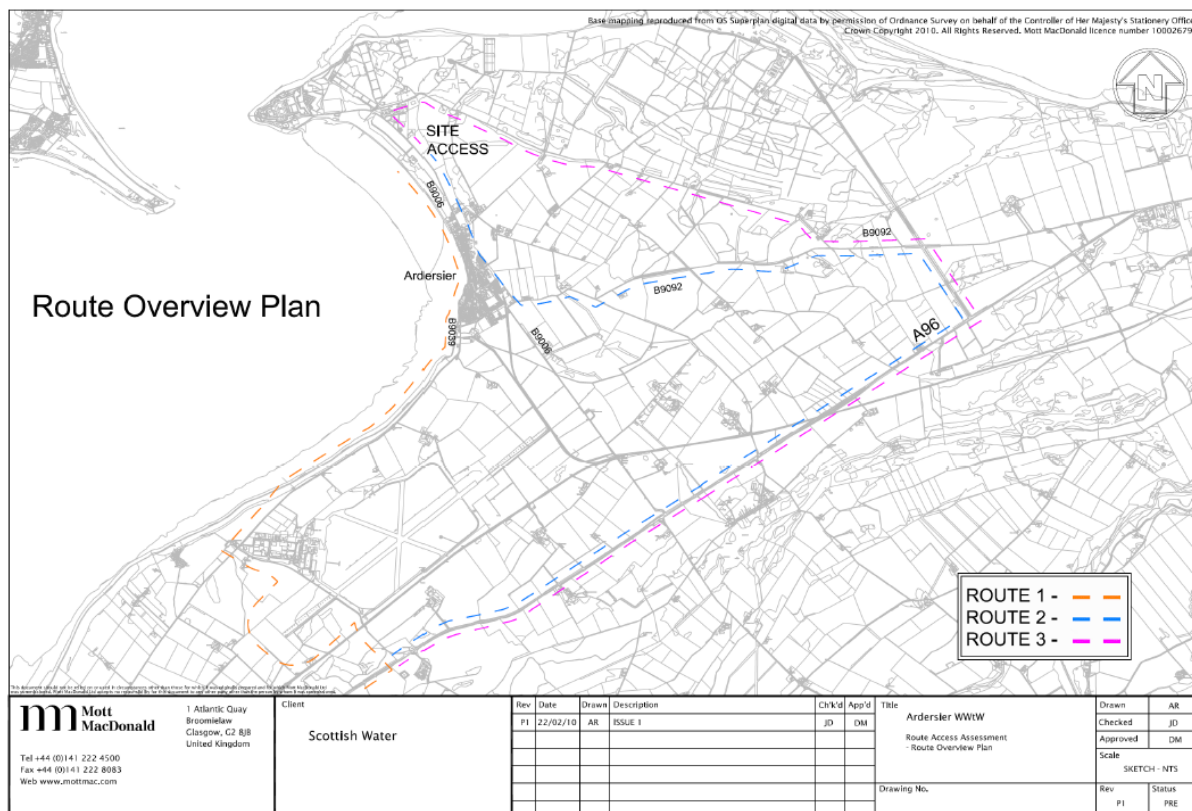 Base mapping reproduced from OS Superplan digital data by permission of Ordnance Survey on behalf of the Controller of Her Majesty's Stationery Offic
Crown Copyright 2010. All Rights Reserved. Mott MacDonald licence number 10002679
N
SITE
ACCESS
B9006
Ardersier
B9039
B9006
B9092
B9092
A96
Route Overview Plan
ROUTE 1 -
ROUTE 2 -
ROUTE 3 -
Mott
MacDonald
Tel +44 (0)141 222 4500
Fax +44 (0)141 222 8083
Web www.mottmac.com
1 Atlantic Quay
Broomielaw
Glasgow, G2 8JB
United Kingdom
Client
Scottish Water
Rev Date Drawn Description Ch'k'd App'd
P1 22/02/10 AR ISSUE 1 JD DM
Title
Ardersier WWtW
Route Access Assessment
- Route Overview Plan
Drawing No.
Drawn AR
Checked JD
Approved DM
Scale
SKETCH - NTS
Rev Status
P1 PRE